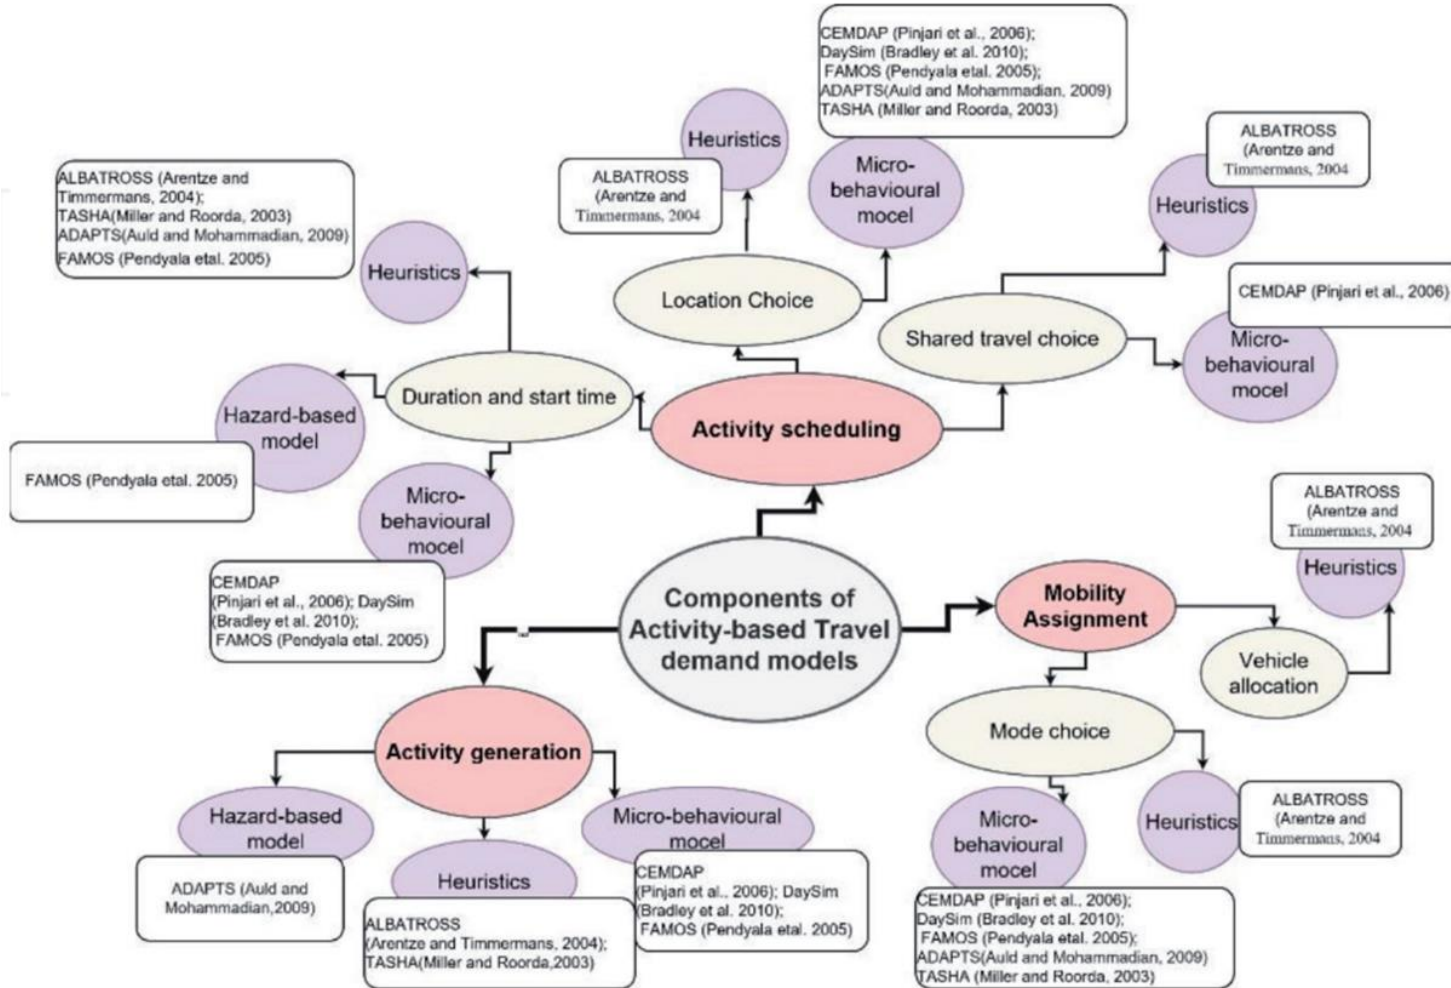 CEMDAP (Pinjari et al., 2006);
DaySim (Bradley et al. 2010);
FAMOS (Pendyala etal. 2005);
ADAPTS(Auld and Mohammadian, 2009)
TASHA (Miller and Roorda, 2003)
Heuristics
ALBATROSS
(Arentze and
Timmermans, 2004
Micro-
behavioural
mocel
ALBATROSS
(Arentze and
Timmermans, 2004
Heuristics
ALBATROSS (Arentze and
Timmermans, 2004);
TASHA(Miller and Roorda, 2003)
ADAPTS(Auld and Mohammadian, 2009)
FAMOS (Pendyala etal. 2005)
Heuristics
Location Choice
CEMDAP (Pinjari et al., 2006)
Shared travel choice
Micro-
behavioural
mocel
Duration and start time
Hazard-based
model
FAMOS (Pendyala etal. 2005)
Activity scheduling
Micro-
behavioural
mocel
CEMDAP
(Pinjari et al., 2006); DaySim
(Bradley et al. 2010);
FAMOS (Pendyala etal. 2005)
ALBATROSS
(Arentze and
Timmermans, 2004
Heuristics
Components of
Activity-based Travel
demand models
Mobility
Assignment
Vehicle
allocation
Mode choice
Activity generation
Hazard-based
model
ADAPTS (Auld and
Mohammadian,2009)
Heuristics
ALBATROSS
(Arentze and Timmermans, 2004);
TASHA(Miller and Roorda,2003)
Micro-behavioural
mocel
CEMDAP
(Pinjari et al., 2006); DaySim
(Bradley et al. 2010);
FAMOS (Pendyala etal. 2005)
Micro-
behavioural
mocel
CEMDAP (Pinjari et al., 2006);
DaySim (Bradley et al. 2010);
FAMOS (Pendyala etal. 2005);
ADAPTS(Auld and Mohammadian, 2009)
TASHA (Miller and Roorda, 2003)
Heuristics
ALBATROSS
(Arentze and
Timmermans, 2004